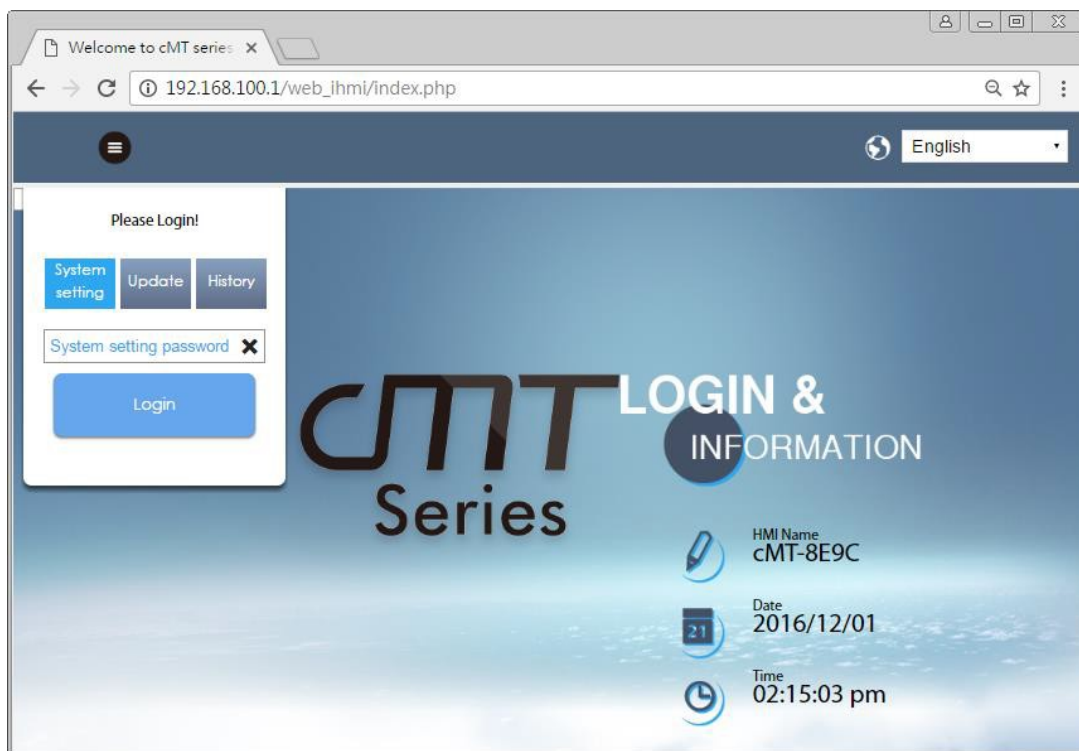 Welcome to cMT series
192.168.100.1/web_ihmi/index.php
English
Please Login!
System setting
Update
History
System setting password
Login
cMT
Series
LOGIN &
INFORMATION
HMI Name
cMT-8E9C
Date
21
2016/12/01
Time
02:15:03 pm